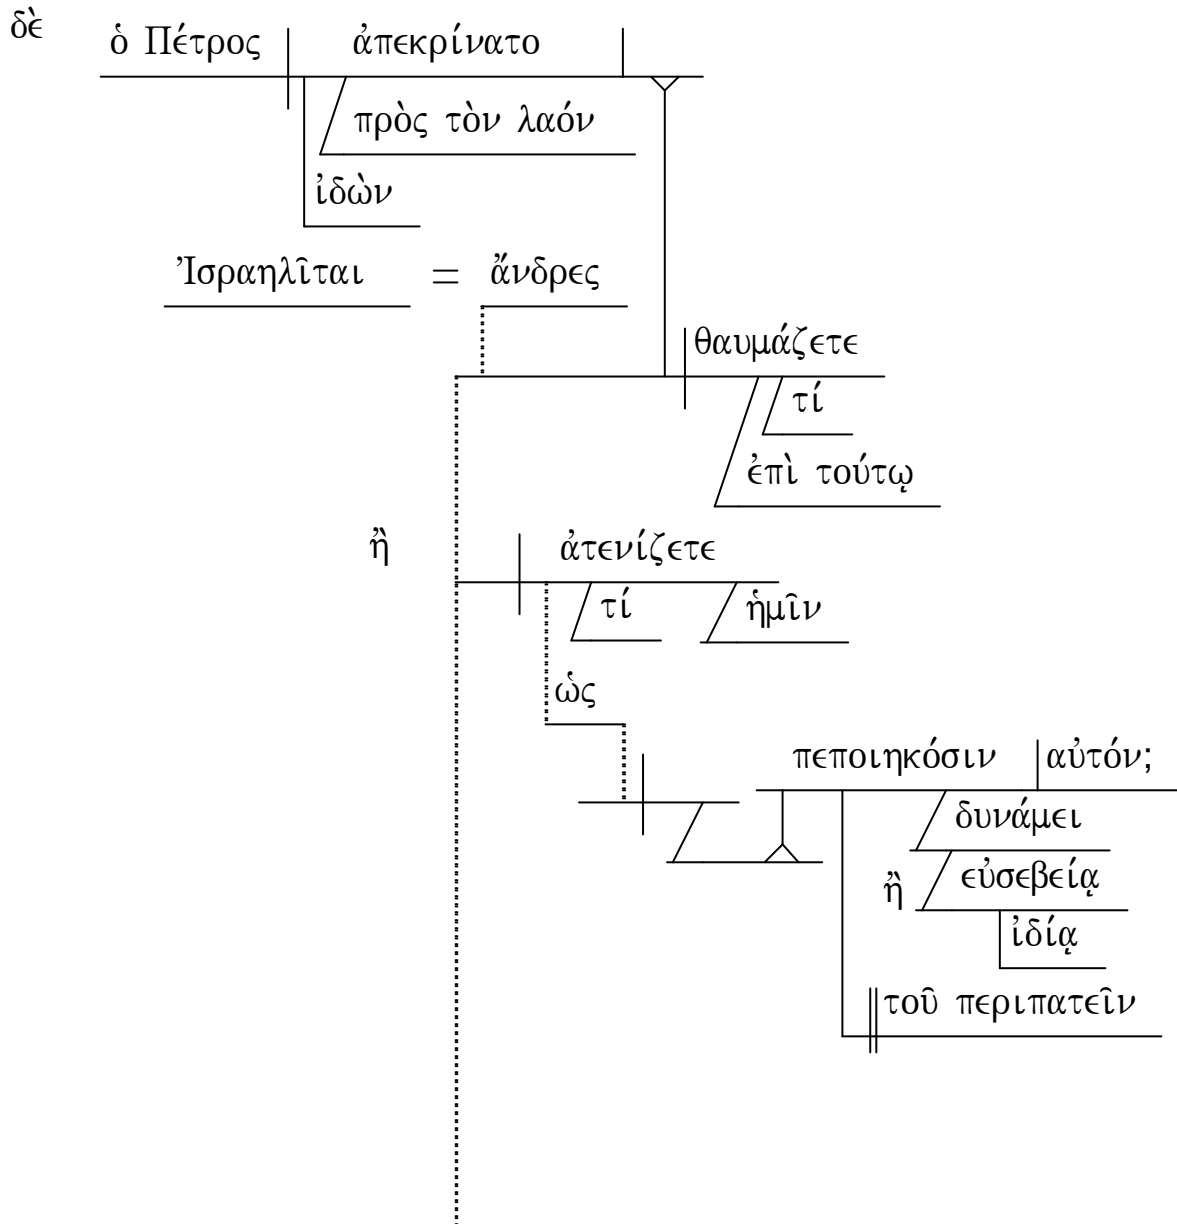 δὲ ὁ Πέτρος ἀπεκρίνατο
πρὸς τὸν λαόν
ἰδὼν
Ἰσραηλῖται = ἄνδρες
θαυμάζετε
τί
ἐπὶ τούτῳ
ἢ ἀτενίζετε
τί ἡμῖν
ὡς
πεποιηκόσιν αὐτόν;
δυνάμει
ἢ εὐσεβείᾳ
ἰδίᾳ
τοῦ περιπατεῖν